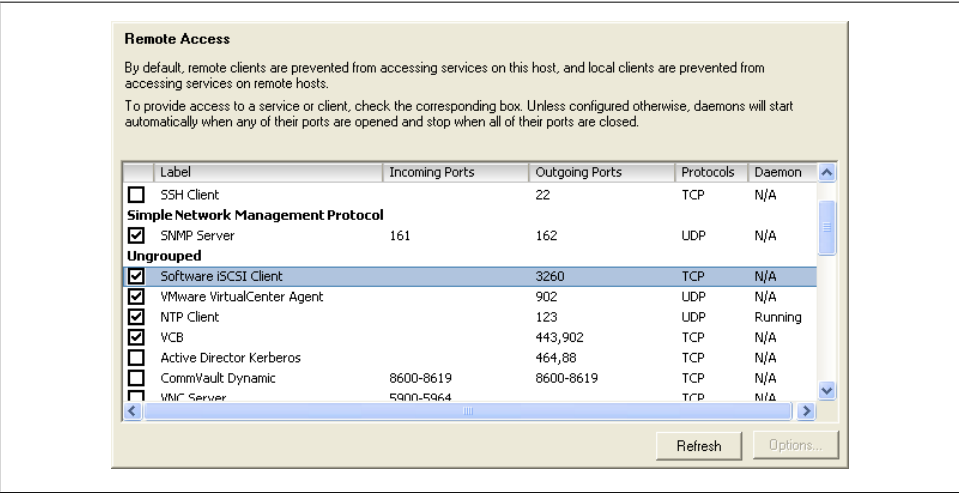 Remote Access
By default, remote clients are prevented from accessing services on this host, and local clients are prevented from
accessing services on remote hosts.
To provide access to a service or client, check the corresponding box. Unless configured otherwise, daemons will start
automatically when any of their ports are opened and stop when all of their ports are closed.
Label Incoming Ports Outgoing Ports Protocols Daemon
SSH Client 22 TCP N/A
Simple Network Management Protocol
SNMP Server 161 162 UDP N/A
Ungrouped
Software iSCSI Client 3260 TCP N/A
VMware VirtualCenter Agent 902 UDP N/A
NTP Client 123 UDP Running
VCB 443,902 TCP N/A
Active Director Kerberos 464,88 TCP N/A
CommVault Dynamic 8600-8619 8600-8619 TCP N/A
VNC Server 5900-5964 TCP N/A
Refresh Options...